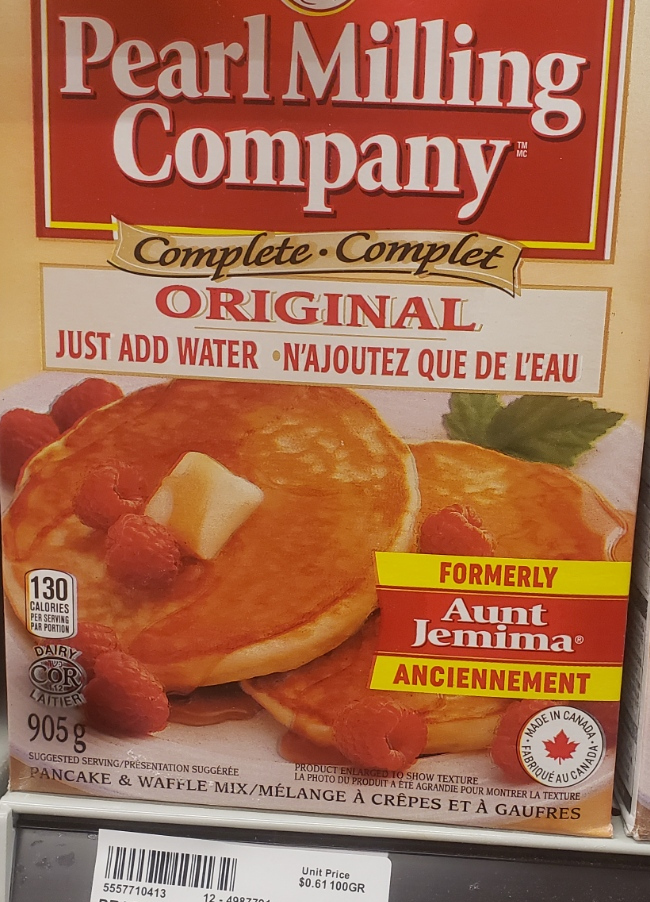 Pearl Milling
Company
TM
MC
Complete · Complet
ORIGINAL
JUST ADD WATER • N'AJOUTEZ QUE DE L'EAU
FORMERLY
Aunt
Jemima®
ANCIENNEMENT
130
CALORIES
PER SERVING
PAR PORTION
DAIRY
COR
LAITIER
905 g
MADE IN CANADA
FABRIQUÉ AU CANADA
SUGGESTED SERVING/PRÉSENTATION SUGGÉRÉE
PRODUCT ENLARGED TO SHOW TEXTURE
LA PHOTO DU PRODUIT A ÉTÉ AGRANDIE POUR MONTRER LA TEXTURE
PANCAKE & WAFFLE MIX/MÉLANGE À CRÊPES ET À GAUFRES
Unit Price
$0.61 100GR
5557710413